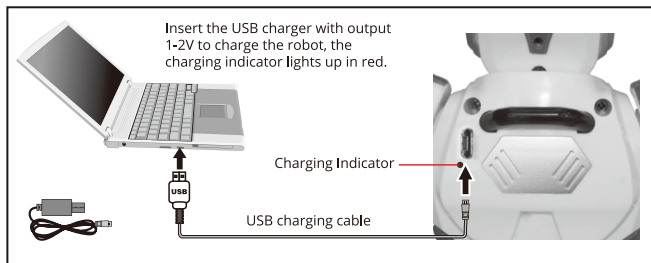 Insert the USB charger with output
1-2V to charge the robot, the
charging indicator lights up in red.
Charging Indicator
USB
USB charging cable